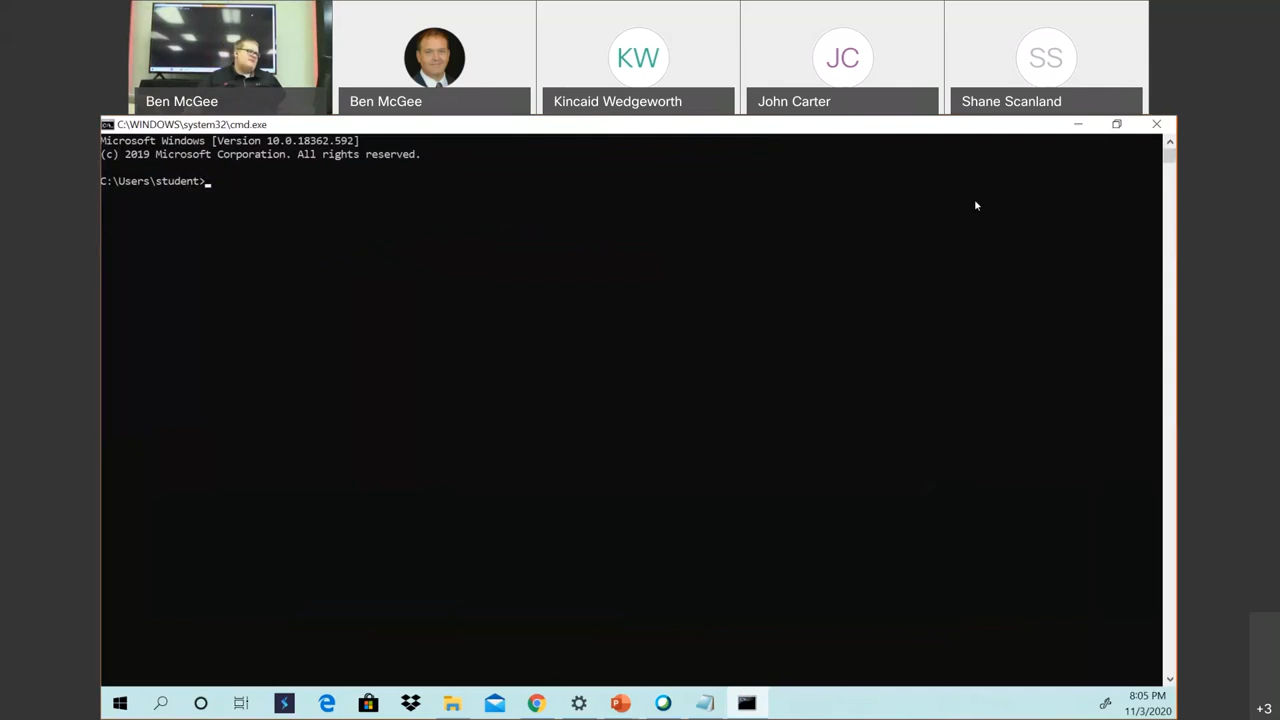 Ben McGee
Ben McGee
KW
Kincaid Wedgeworth
JC
John Carter
SS
Shane Scanland
C:\WINDOWS\system32\cmd.exe
Microsoft Windows [Version 10.0.18362.592]
(c) 2019 Microsoft Corporation. All rights reserved.
C:\Users\student>
8:05 PM
11/3/2020
+3